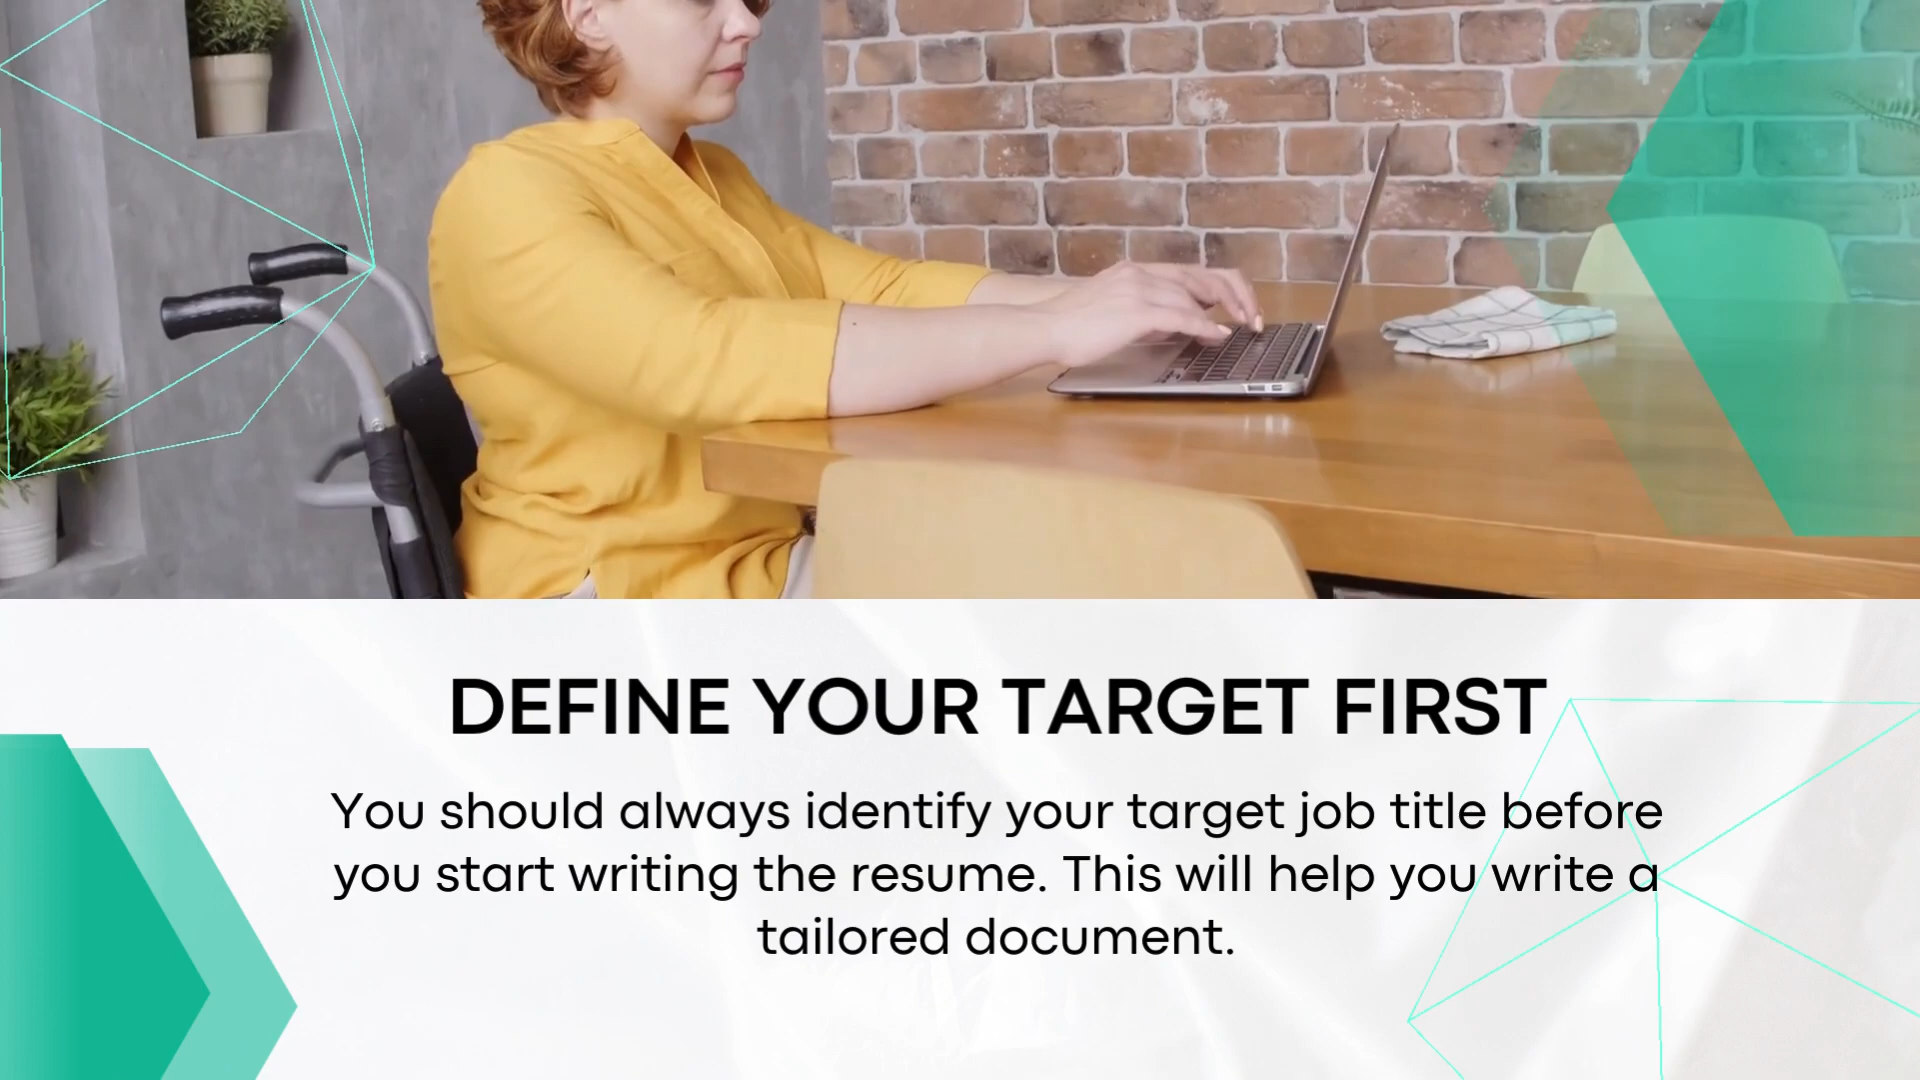 DEFINE YOUR TARGET FIRST
You should always identify your target job title before
you start writing the resume. This will help you write a
tailored document.